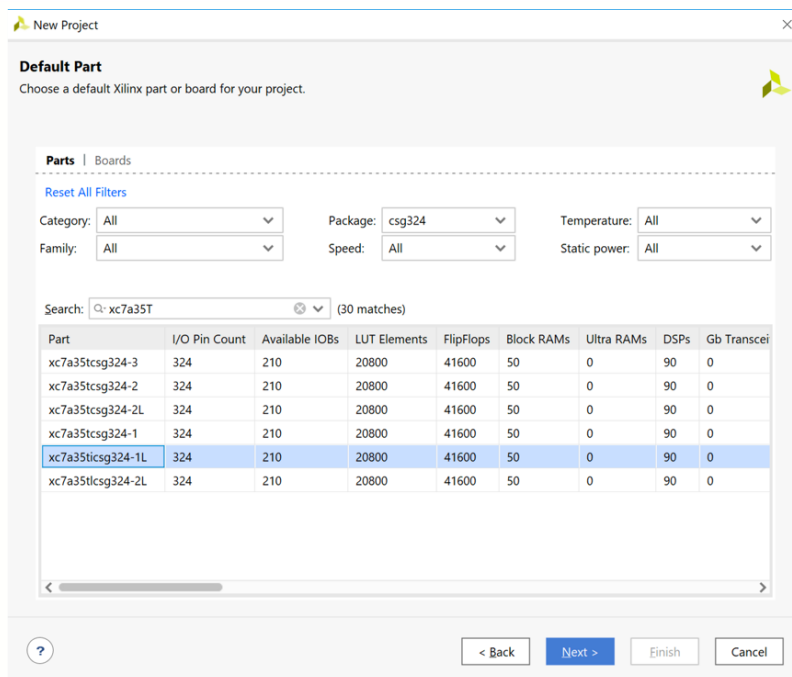 New Project
Default Part
Choose a default Xilinx part or board for your project.
Parts | Boards
Reset All Filters
Category: All Package: csg324 Temperature: All
Family: All Speed: All Static power: All
Search: xc7a35T (30 matches)
Part I/O Pin Count Available IOBs LUT Elements FlipFlops Block RAMs Ultra RAMs DSPs Gb Transcei
xc7a35tcsg324-3 324 210 20800 41600 50 0 90 0
xc7a35tcsg324-2 324 210 20800 41600 50 0 90 0
xc7a35tcsg324-2L 324 210 20800 41600 50 0 90 0
xc7a35tcsg324-1 324 210 20800 41600 50 0 90 0
xc7a35ticsg324-1L 324 210 20800 41600 50 0 90 0
xc7a35tlcsg324-2L 324 210 20800 41600 50 0 90 0
? < Back Next > Finish Cancel